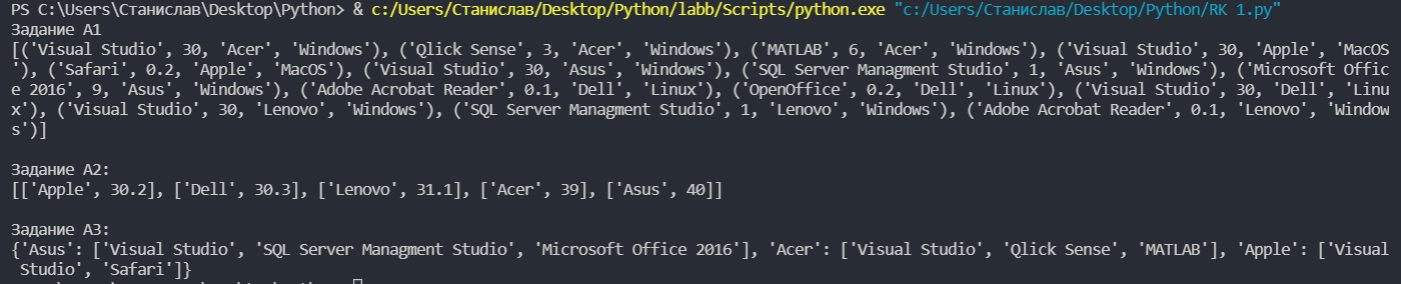 PS C:\Users\Станислав\Desktop\Python> & c:/Users/Станислав/Desktop/Python/labb/Scripts/python.exe "c:/Users/Станислав/Desktop/Python/RK 1.py"
Задание А1
[('Visual Studio', 30, 'Acer', 'Windows'), ('Qlick Sense', 3, 'Acer', 'Windows'), ('MATLAB', 6, 'Acer', 'Windows'), ('Visual Studio', 30, 'Apple', 'MacOS
'), ('Safari', 0.2, 'Apple', 'MacOS'), ('Visual Studio', 30, 'Asus', 'Windows'), ('SQL Server Managment Studio', 1, 'Asus', 'Windows'), ('Microsoft Offic
e 2016', 9, 'Asus', 'Windows'), ('Adobe Acrobat Reader', 0.1, 'Dell', 'Linux'), ('OpenOffice', 0.2, 'Dell', 'Linux'), ('Visual Studio', 30, 'Dell', 'Linu
x'), ('Visual Studio', 30, 'Lenovo', 'Windows'), ('SQL Server Managment Studio', 1, 'Lenovo', 'Windows'), ('Adobe Acrobat Reader', 0.1, 'Lenovo', 'Window
s')]
Задание А2:
[['Apple', 30.2], ['Dell', 30.3], ['Lenovo', 31.1], ['Acer', 39], ['Asus', 40]]
Задание А3:
{'Asus': ['Visual Studio', 'SQL Server Managment Studio', 'Microsoft Office 2016'], 'Acer': ['Visual Studio', 'Qlick Sense', 'MATLAB'], 'Apple': ['Visual
 Studio', 'Safari']}